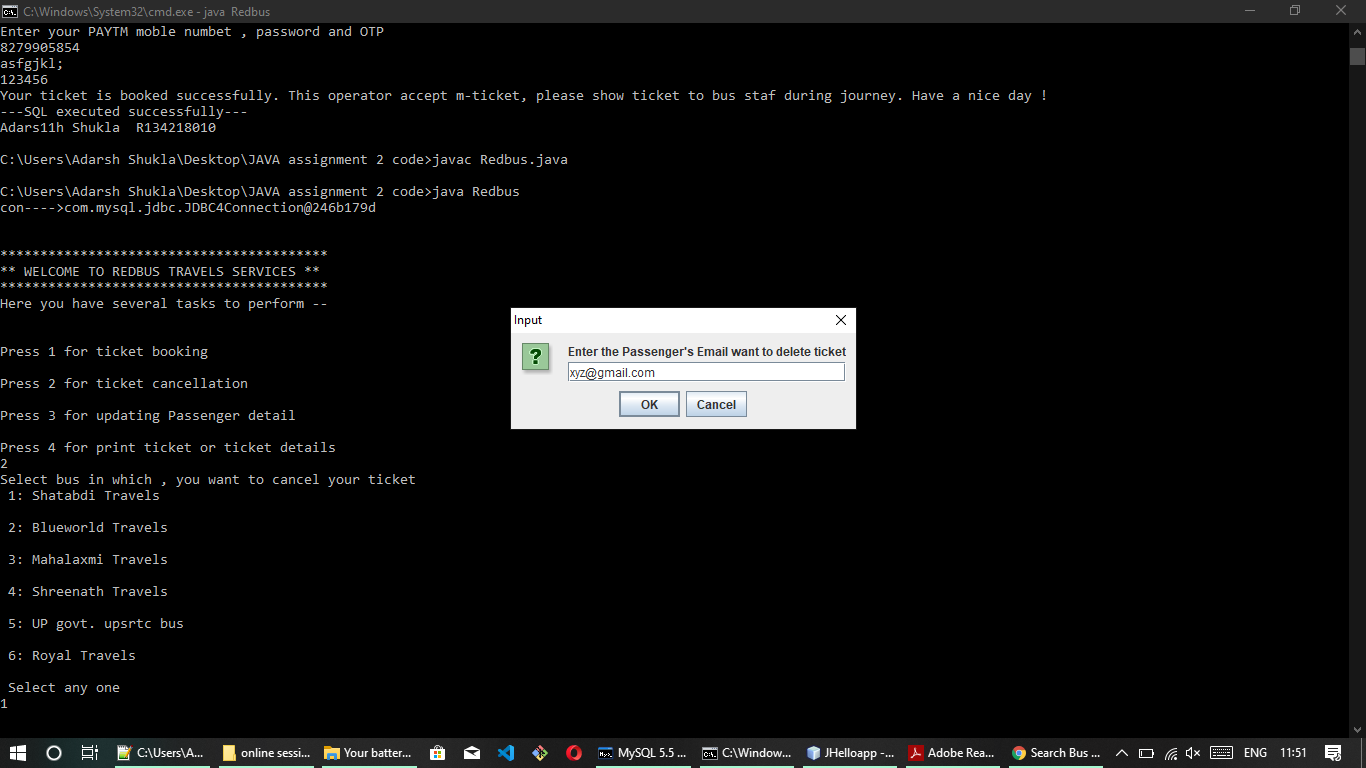 C:\Windows\System32\cmd.exe - java  Redbus
Enter your PAYTM moble numbet , password and OTP
8279905854
asfgjkl;
123456
Your ticket is booked successfully. This operator accept m-ticket, please show ticket to bus staf during journey. Have a nice day !
---SQL executed successfully---
Adars11h Shukla  R134218010
C:\Users\Adarsh Shukla\Desktop\JAVA assignment 2 code>javac Redbus.java
C:\Users\Adarsh Shukla\Desktop\JAVA assignment 2 code>java Redbus
con---->com.mysql.jdbc.JDBC4Connection@246b179d
*****************************************
** WELCOME TO REDBUS TRAVELS SERVICES **
*****************************************
Here you have several tasks to perform --
Press 1 for ticket booking
Press 2 for ticket cancellation
Press 3 for updating Passenger detail
Press 4 for print ticket or ticket details
2
Select bus in which , you want to cancel your ticket
1: Shatabdi Travels
2: Blueworld Travels
3: Mahalaxmi Travels
4: Shreenath Travels
5: UP govt. upsrtc bus
6: Royal Travels
Select any one
1
Input
Enter the Passenger's Email want to delete ticket
xyz@gmail.com
OK
Cancel
C:\Users\A...
online sessi...
Your batter...
MySQL 5.5 ...
C:\Window...
JHelloapp -...
Adobe Rea...
Search Bus ...
ENG
11:51